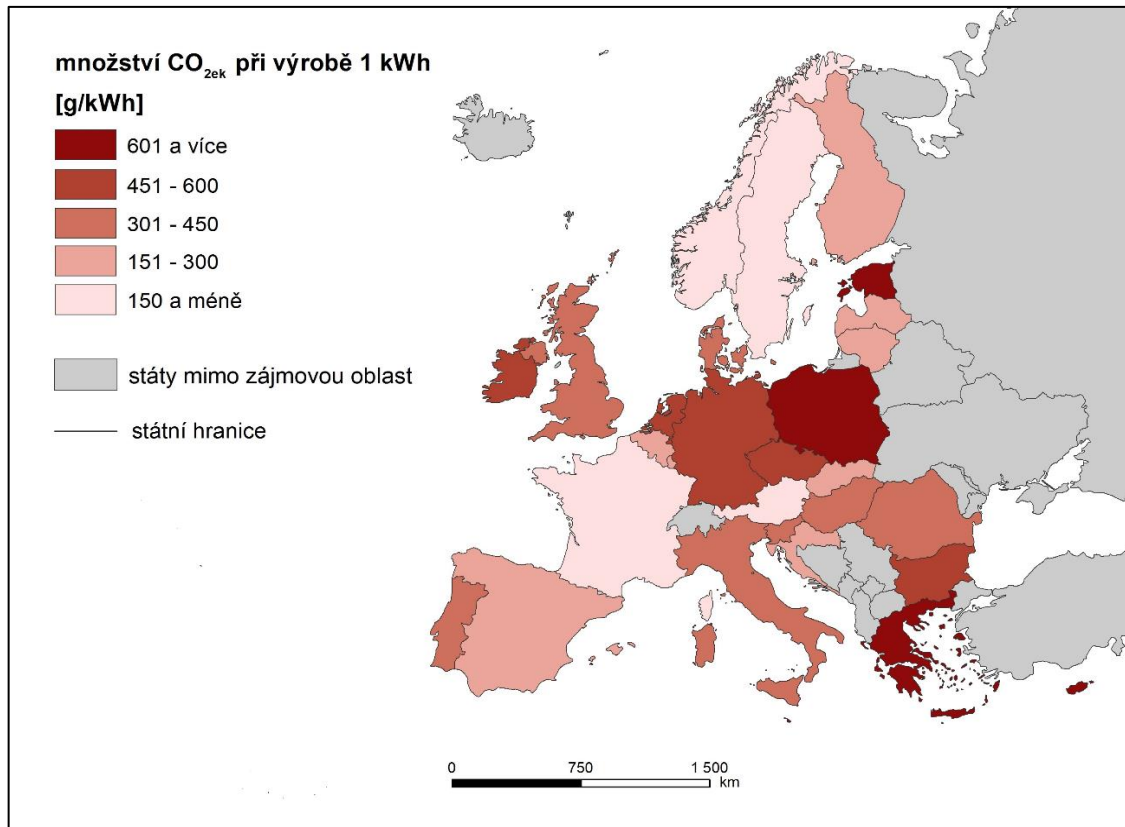 množství CO2ek při výrobě 1 kWh
[g/kWh]
601 a více
451 - 600
301 - 450
151 - 300
150 a méně
státy mimo zájmovou oblast
státní hranice
0 750 1 500
km